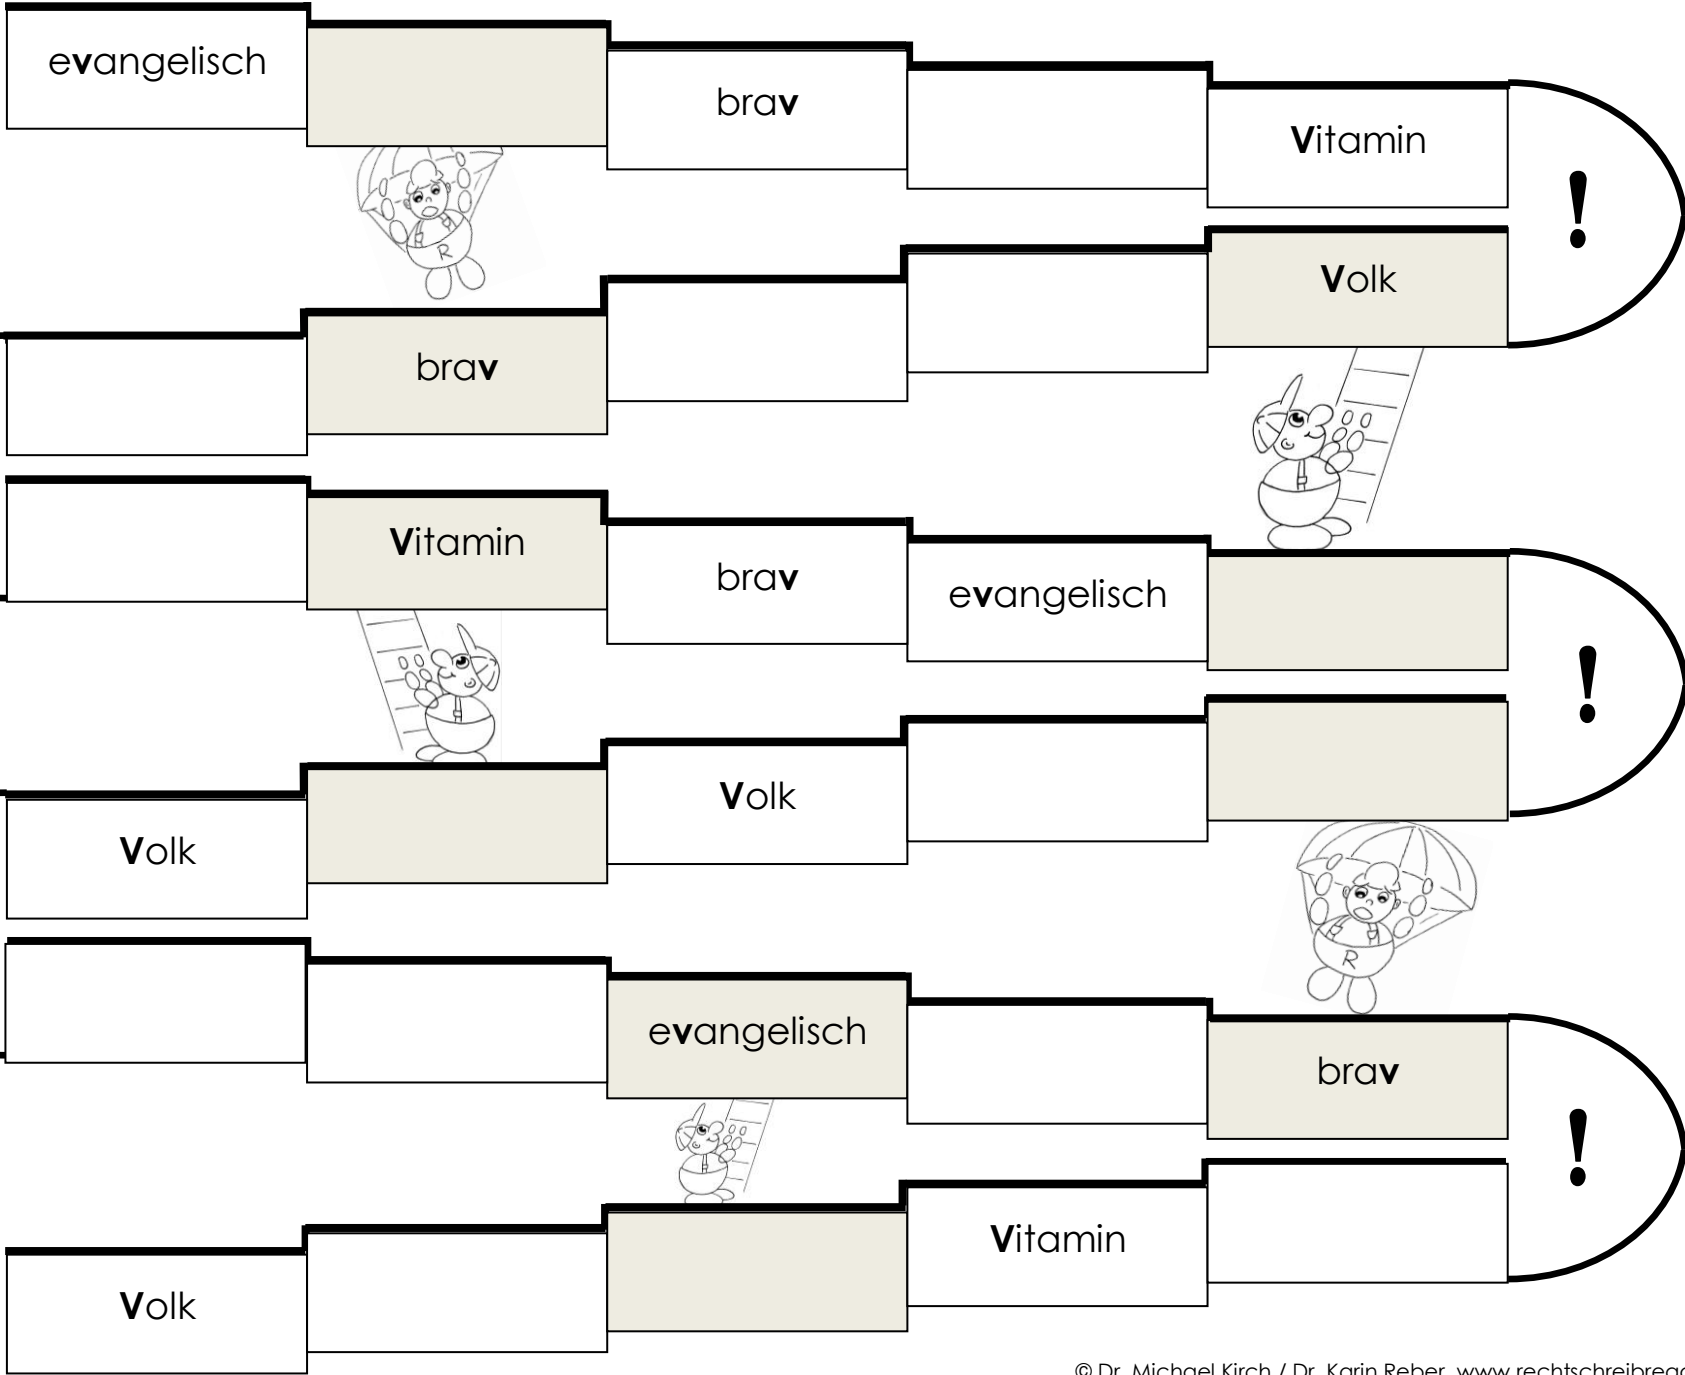 evangelisch
brav
Vitamin
!
R
Volk
brav
Vitamin
brav
evangelisch
!
Volk
Volk
R
evangelisch
brav
!
Vitamin
Volk
© Dr. Michael Kirch / Dr. Karin Reber, www.rechtschreibreg